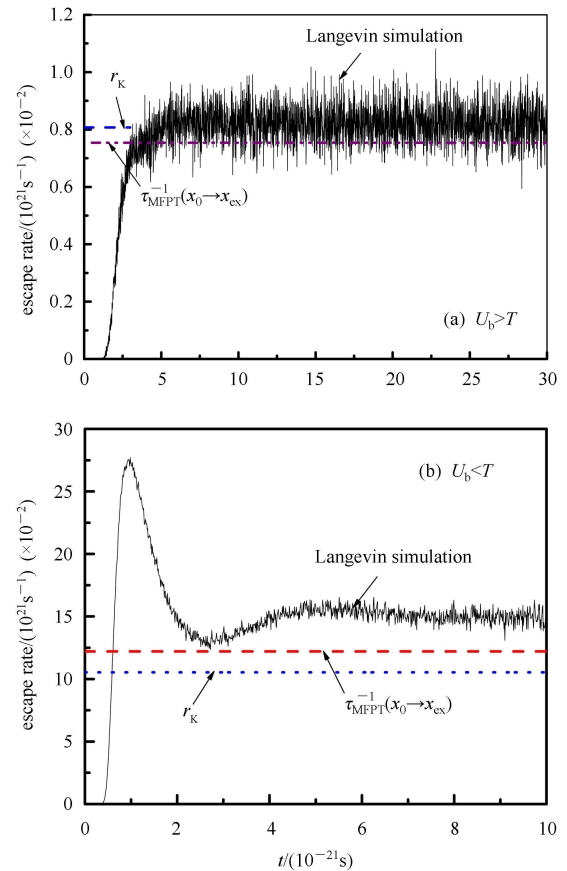 1.2
1.0
0.8
0.6
0.4
0.2
0
escape rate/(10²¹s⁻¹) (×10⁻²)
Langevin simulation
r_K
τ⁻¹_MFPT(x₀→x_ex)
(a) U_b>T
0 5 10 15 20 25 30
30
25
20
15
10
5
0
escape rate/(10²¹s⁻¹) (×10⁻²)
(b) U_b<T
Langevin simulation
τ⁻¹_MFPT(x₀→x_ex)
r_K
0 2 4 6 8 10
t/(10⁻²¹s)